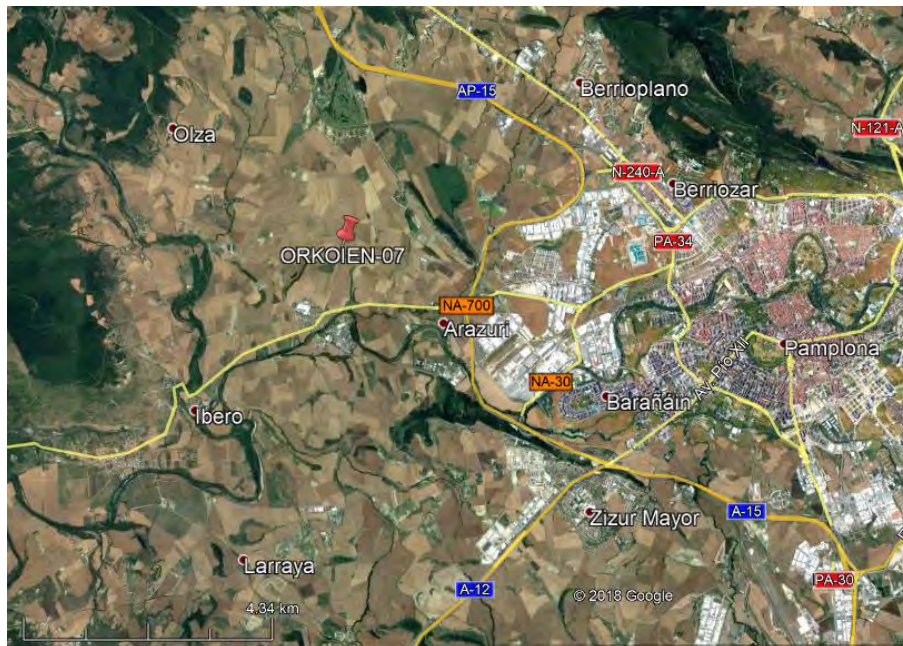 AP-15
Berrioplano
Olza
N-121-A
N-240-A
Berriozar
ORKOIEN-07
PA-34
NA-700
Arazuri
Pamplona
Av. Pío XII
NA-30
Barañáin
Ibero
Zizur Mayor
A-15
Larraya
A-12
PA-30
© 2018 Google
4.34 km